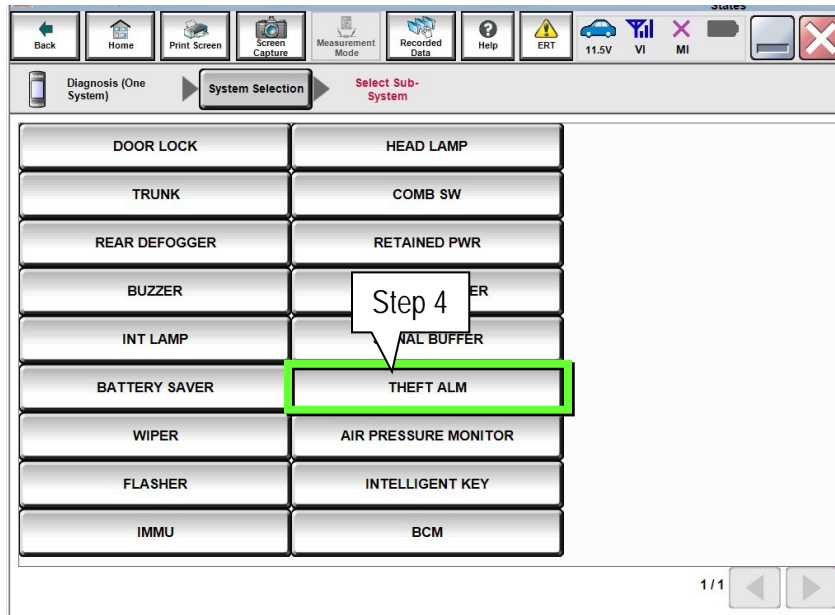 States
Back
Home
Print Screen
Screen
Capture
Measurement
Mode
Recorded
Data
Help
ERT
11.5V
VI
MI
Diagnosis (One
System)
System Selection
Select Sub-
System
DOOR LOCK
HEAD LAMP
TRUNK
COMB SW
REAR DEFOGGER
RETAINED PWR
BUZZER
ER
Step 4
INT LAMP
NAL BUFFER
BATTERY SAVER
THEFT ALM
WIPER
AIR PRESSURE MONITOR
FLASHER
INTELLIGENT KEY
IMMU
BCM
1/1